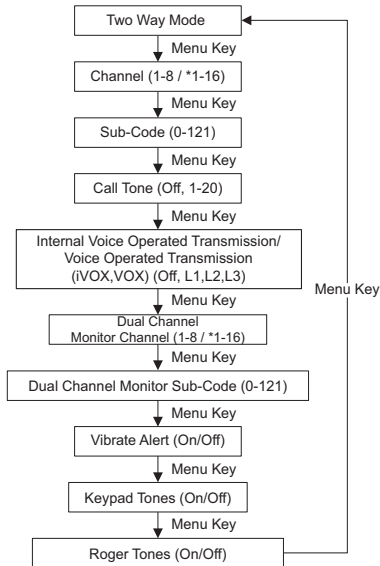 Two Way Mode
Menu Key
Channel (1-8 / *1-16)
Menu Key
Sub-Code (0-121)
Menu Key
Call Tone (Off, 1-20)
Menu Key
Internal Voice Operated Transmission/
Voice Operated Transmission
(iVOX,VOX) (Off, L1,L2,L3)
Menu Key
Menu Key
Dual Channel
Monitor Channel (1-8 / *1-16)
Menu Key
Dual Channel Monitor Sub-Code (0-121)
Menu Key
Vibrate Alert (On/Off)
Menu Key
Keypad Tones (On/Off)
Menu Key
Roger Tones (On/Off)